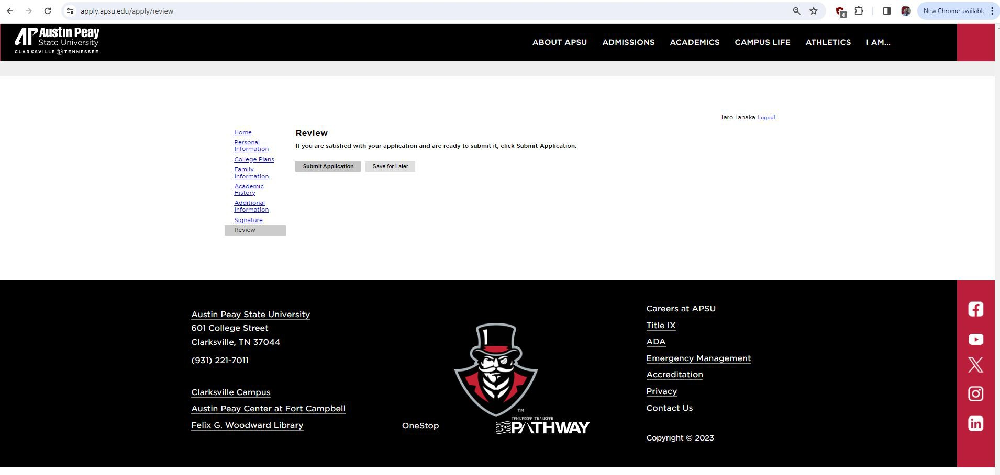 apply.apsu.edu/apply/review
4
New Chrome available
AP Austin Peay
State University
CLARKSVILLE TENNESSEE
ABOUT APSU ADMISSIONS ACADEMICS CAMPUS LIFE ATHLETICS I AM...
Taro Tanaka Logout
Home
Personal
Information
College Plans
Family
Information
Academic
History
Additional
Information
Signature
Review
Review
If you are satisfied with your application and are ready to submit it, click Submit Application.
Submit Application Save for Later
Austin Peay State University
601 College Street
Clarksville, TN 37044
(931) 221-7011
Clarksville Campus
Austin Peay Center at Fort Campbell
Felix G. Woodward Library
OneStop
TM
TENNESSEE TRANSFER
PATHWAY
Careers at APSU
Title IX
ADA
Emergency Management
Accreditation
Privacy
Contact Us
Copyright © 2023